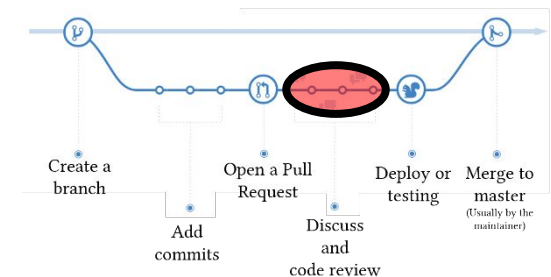 Create a
branch
Add
commits
Open a Pull
Request
Discuss
and
code review
Deploy or
testing
Merge to
master
(Usually by the
maintainer)